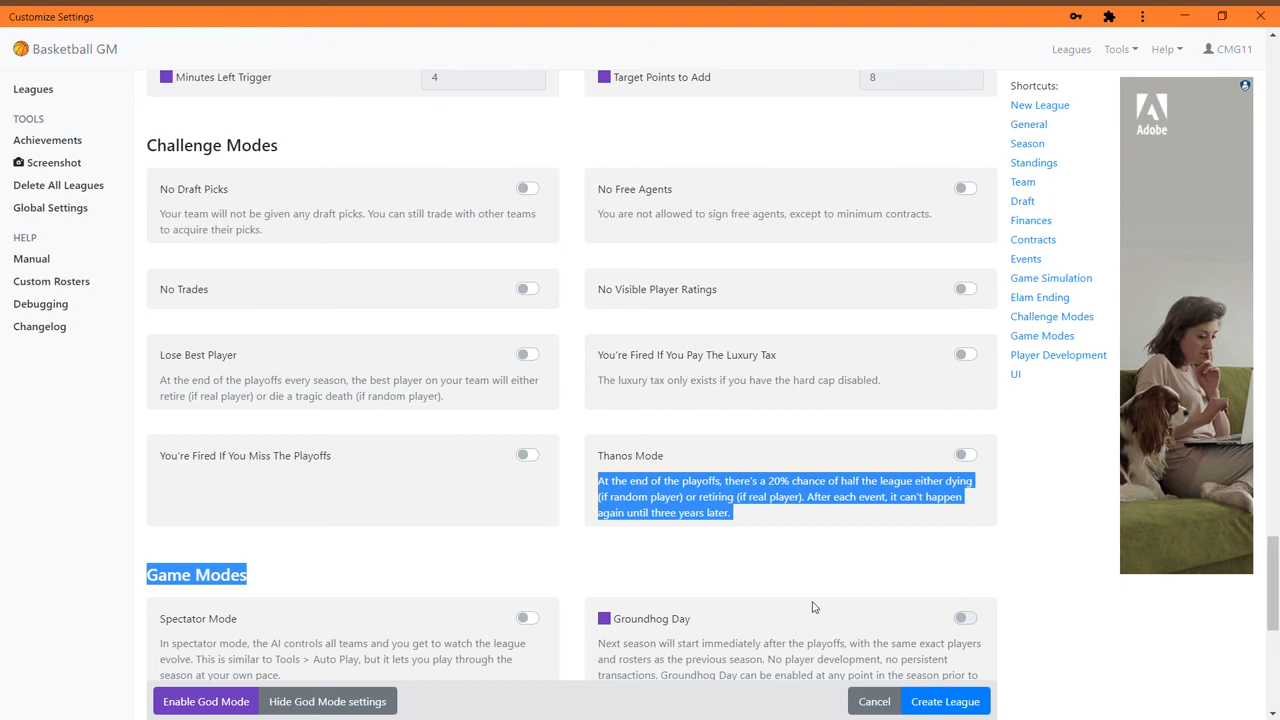 Customize Settings
Basketball GM
Leagues
Tools
Help
CMG11
Leagues
TOOLS
Achievements
Screenshot
Delete All Leagues
Global Settings
HELP
Manual
Custom Rosters
Debugging
Changelog
Minutes Left Trigger
4
Target Points to Add
8
Challenge Modes
No Draft Picks
Your team will not be given any draft picks. You can still trade with other teams
to acquire their picks.
No Free Agents
You are not allowed to sign free agents, except to minimum contracts.
No Trades
No Visible Player Ratings
Lose Best Player
At the end of the playoffs every season, the best player on your team will either
retire (if real player) or die a tragic death (if random player).
You're Fired If You Pay The Luxury Tax
The luxury tax only exists if you have the hard cap disabled.
You're Fired If You Miss The Playoffs
Thanos Mode
At the end of the playoffs, there's a 20% chance of half the league either dying
(if random player) or retiring (if real player). After each event, it can't happen
again until three years later.
Game Modes
Spectator Mode
In spectator mode, the AI controls all teams and you get to watch the league
evolve. This is similar to Tools > Auto Play, but it lets you play through the
season at your own pace.
Groundhog Day
Next season will start immediately after the playoffs, with the same exact players
and rosters as the previous season. No player development, no persistent
transactions. Groundhog Day can be enabled at any point in the season prior to
Enable God Mode
Hide God Mode settings
Cancel
Create League
Shortcuts:
New League
General
Season
Standings
Team
Draft
Finances
Contracts
Events
Game Simulation
Elam Ending
Challenge Modes
Game Modes
Player Development
UI
Adobe